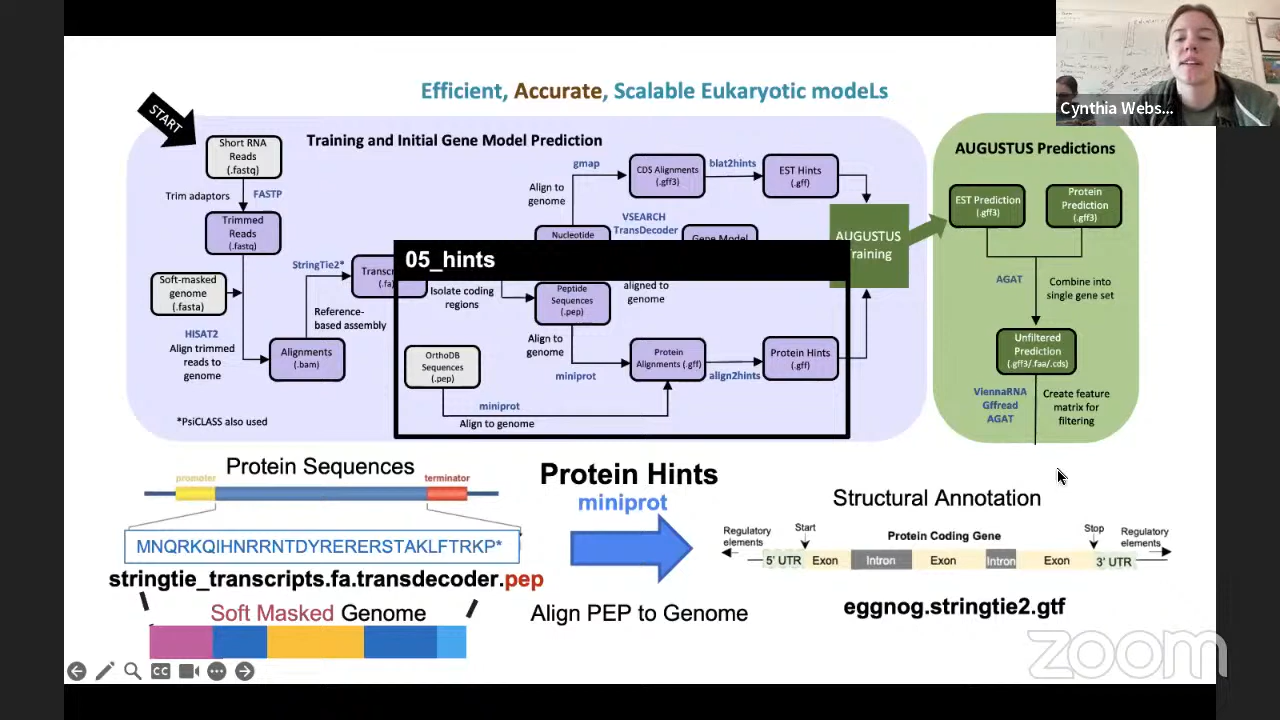 Cynthia Webs...
Efficient, Accurate, Scalable Eukaryotic modeLs
START
Training and Initial Gene Model Prediction
Short RNA
Reads
(.fastq)
Trim adaptors
FASTP
Trimmed
Reads
(.fastq)
Soft-masked
genome
(.fasta)
HISAT2
Align trimmed
reads to
genome
Alignments
(.bam)
StringTie2*
Reference-
based assembly
*PsiCLASS also used
Transcr
(.fa)
gmap
Align to
genome
CDS Alignments
(.gff3)
blat2hints
EST Hints
(.gff)
VSEARCH
TransDecoder
Nucleotide
Gene Model
AUGUSTUS
Training
05_hints
Isolate coding
regions
Peptide
Sequences
(.pep)
aligned to
genome
Align to
genome
miniprot
OrthoDB
Sequences
(.pep)
Protein
Alignments (.gff)
align2hints
Protein Hints
(.gff)
miniprot
Align to genome
AUGUSTUS Predictions
EST Prediction
(.gff3)
Protein
Prediction
(.gff3)
AGAT
Combine into
single gene set
Unfiltered
Prediction
(.gff3/.faa/.cds)
ViennaRNA
Gffread
AGAT
Create feature
matrix for
filtering
Protein Sequences
promoter
terminator
MNQRKQIHNRRNTDYRERERSTAKLFTRKP*
stringtie_transcripts.fa.transdecoder.pep
Soft Masked Genome
Protein Hints
miniprot
Align PEP to Genome
Structural Annotation
Regulatory
elements
Start
Protein Coding Gene
Stop
Regulatory
elements
5' UTR Exon Intron Exon Intron Exon 3' UTR
eggnog.stringtie2.gtf
CC
zoom